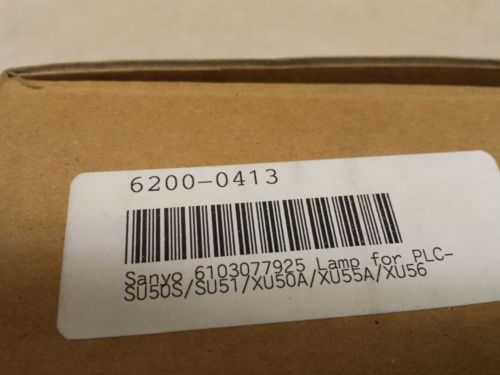 6200-0413
Sanyo 6103077925 Lamp for PLC-
SU50S/SU51/XU50A/XU55A/XU56